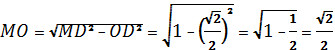 MO = √(MD² − OD²) = √(1 − (√2/2)²) = √(1 − 1/2) = √2/2